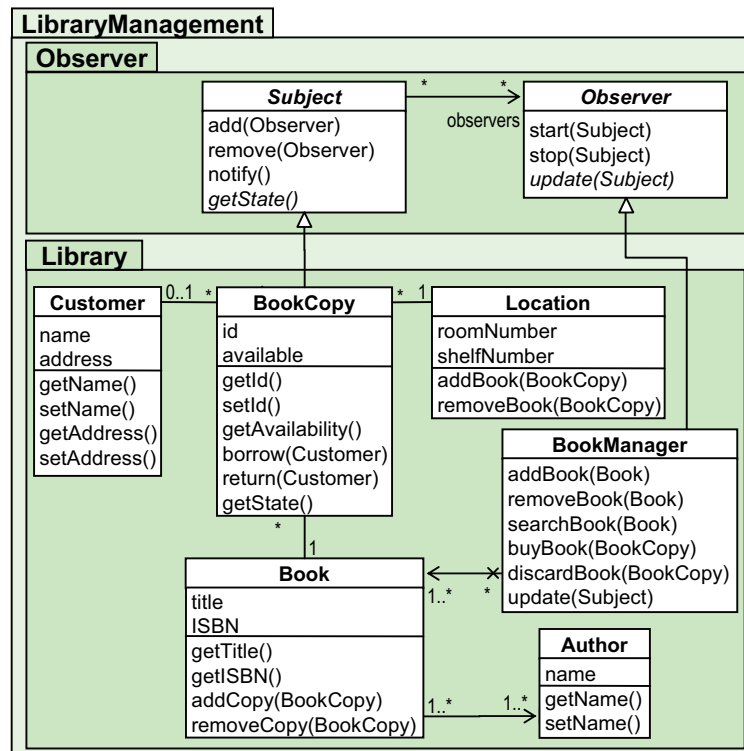 LibraryManagement
Observer
Subject
add(Observer)
remove(Observer)
notify()
getState()
*
*
observers
Observer
start(Subject)
stop(Subject)
update(Subject)
Library
Customer
name
address
getName()
setName()
getAddress()
setAddress()
0..1
*
BookCopy
id
available
getId()
setId()
getAvailability()
borrow(Customer)
return(Customer)
getState()
*
1
Location
roomNumber
shelfNumber
addBook(BookCopy)
removeBook(BookCopy)
BookManager
addBook(Book)
removeBook(Book)
searchBook(Book)
buyBook(BookCopy)
discardBook(BookCopy)
update(Subject)
*
1
Book
title
ISBN
getTitle()
getISBN()
addCopy(BookCopy)
removeCopy(BookCopy)
1..*
*
1..*
1..*
Author
name
getName()
setName()